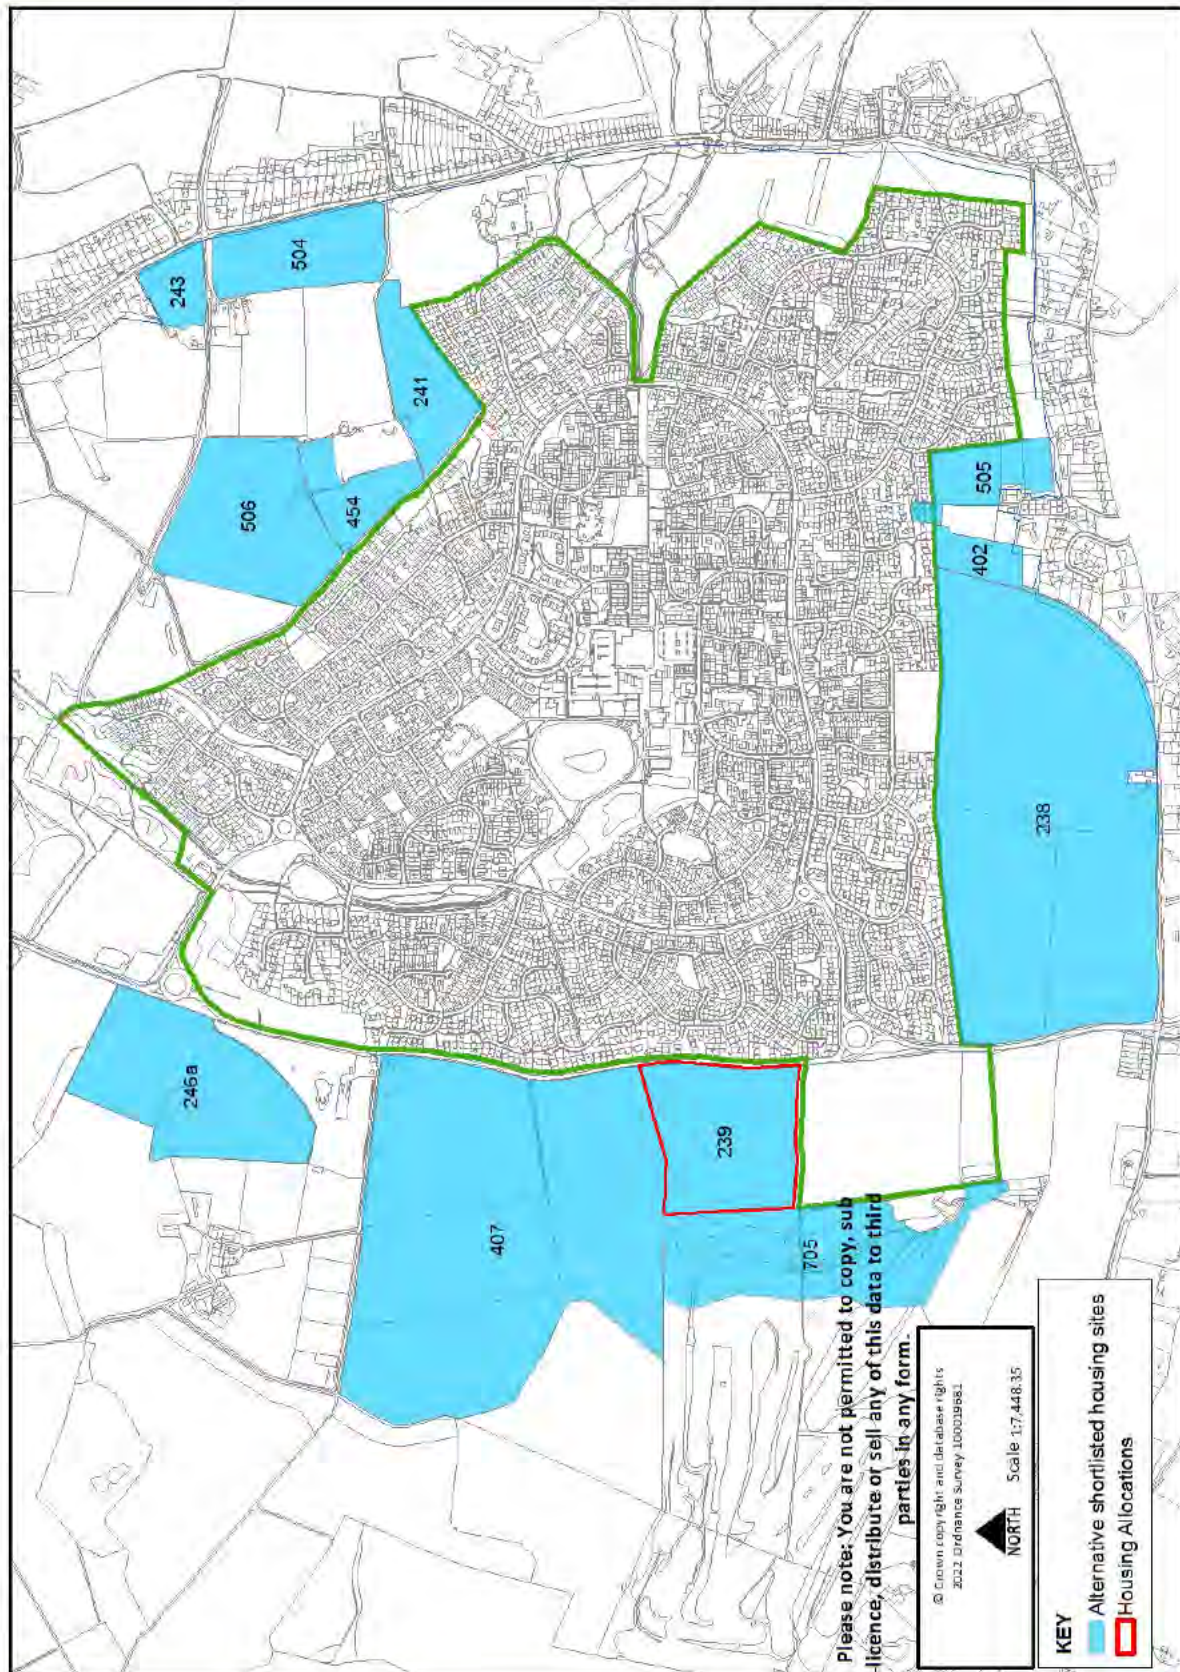 243
504
241
506
454
505
402
238
246a
407
239
705
Please note: You are not permitted to copy, sub
-licence, distribute or sell any of this data to third
parties in any form.
© Crown copyright and database rights
2022 Ordnance Survey 100019681
NORTH Scale 1:7,448.35
KEY
Alternative shortlisted housing sites
Housing Allocations